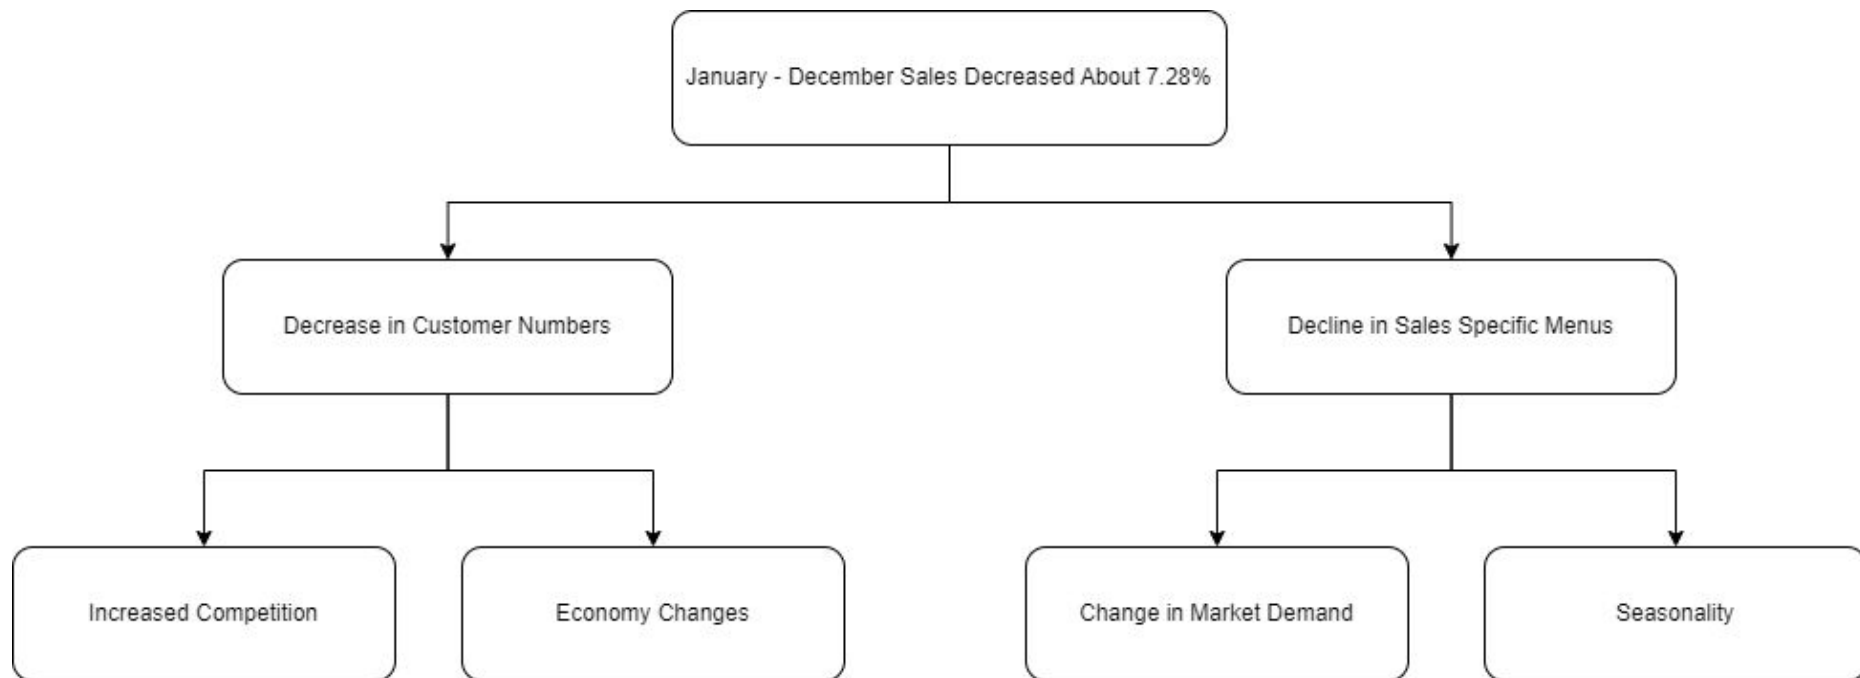 January - December Sales Decreased About 7.28%
Decrease in Customer Numbers
Decline in Sales Specific Menus
Increased Competition
Economy Changes
Change in Market Demand
Seasonality